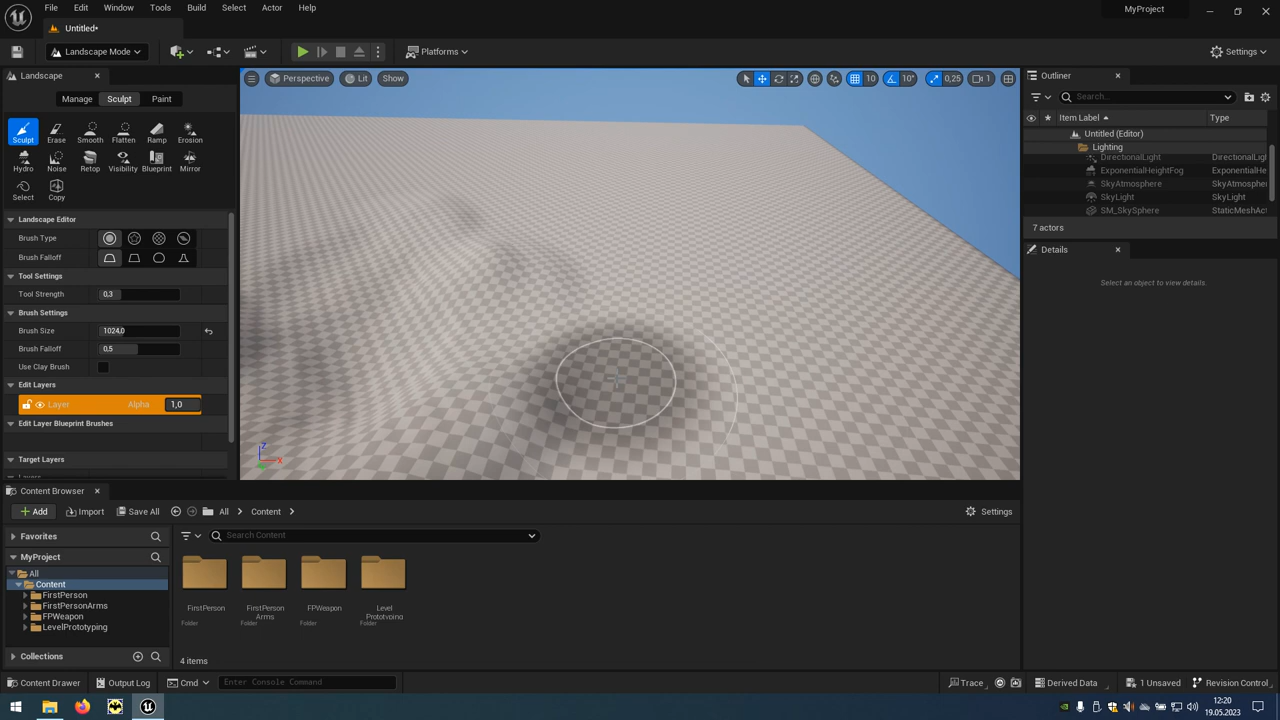 File Edit Window Tools Build Select Actor Help
MyProject
Untitled*
Landscape Mode
Platforms
Settings
Landscape
Manage Sculpt Paint
Sculpt Erase Smooth Flatten Ramp Erosion
Hydro Noise Retop Visibility Blueprint Mirror
Select Copy
Landscape Editor
Brush Type
Brush Falloff
Tool Settings
Tool Strength 0,3
Brush Settings
Brush Size 1024,0
Brush Falloff 0,5
Use Clay Brush
Edit Layers
Layer Alpha 1,0
Edit Layer Blueprint Brushes
Target Layers
Layers
Perspective Lit Show
10 10° 0,25 1
Z
X
Outliner
Search...
Item Label Type
Untitled (Editor)
Lighting
DirectionalLight DirectionalLigh
ExponentialHeightFog ExponentialHe
SkyAtmosphere SkyAtmosphere
SkyLight SkyLight
SM_SkySphere StaticMeshAct
7 actors
Details
Select an object to view details.
Content Browser
Add Import Save All All Content Settings
Favorites
MyProject
All
Content
FirstPerson
FirstPersonArms
FPWeapon
LevelPrototyping
Collections
Search Content
FirstPerson
Folder
FirstPerson
Arms
Folder
FPWeapon
Folder
Level
Prototyping
Folder
4 items
Content Drawer Output Log Cmd Enter Console Command Trace Derived Data 1 Unsaved Revision Control
12:20
19.05.2023